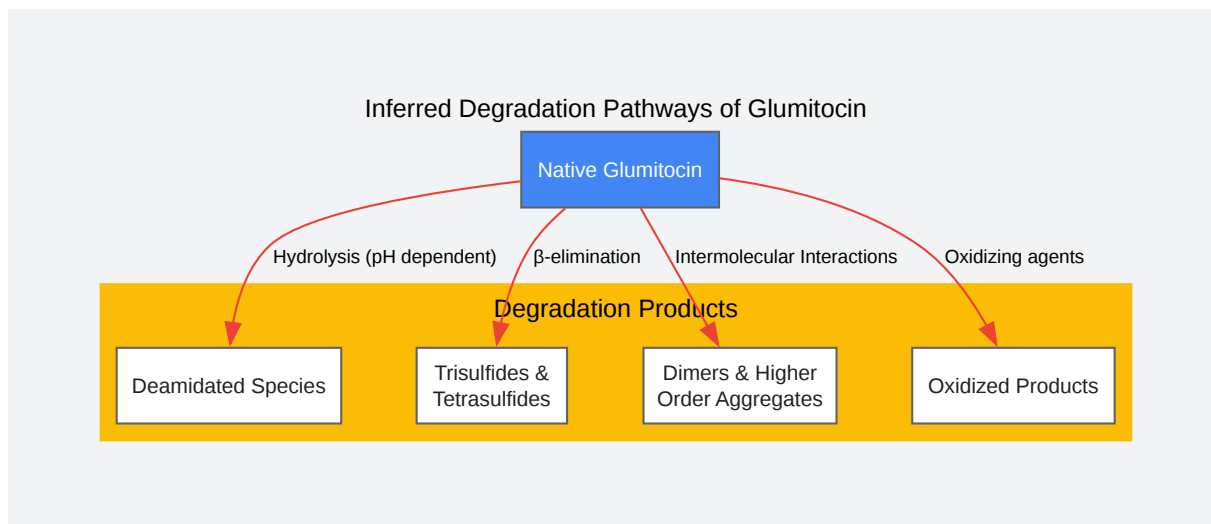 Inferred Degradation Pathways of Glumitocin
Native Glumitocin
Hydrolysis (pH dependent)
β-elimination
Intermolecular Interactions
Oxidizing agents
Degradation Products
Deamidated Species
Trisulfides &
Tetrasulfides
Dimers & Higher
Order Aggregates
Oxidized Products